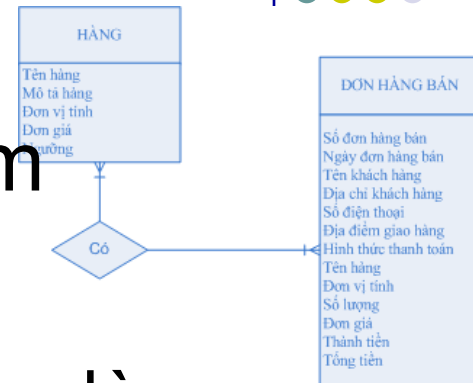 HÀNG
Tên hàng
Mô tả hàng
Đơn vị tính
Đơn giá
m
Có
ĐƠN HÀNG BÁN
Số đơn hàng bán
Ngày đơn hàng bán
Tên khách hàng
Địa chỉ khách hàng
Số điện thoại
Địa điểm giao hàng
Hình thức thanh toán
Tên hàng
Đơn vị tính
Số lượng
Đơn giá
Thành tiền
Tổng tiền